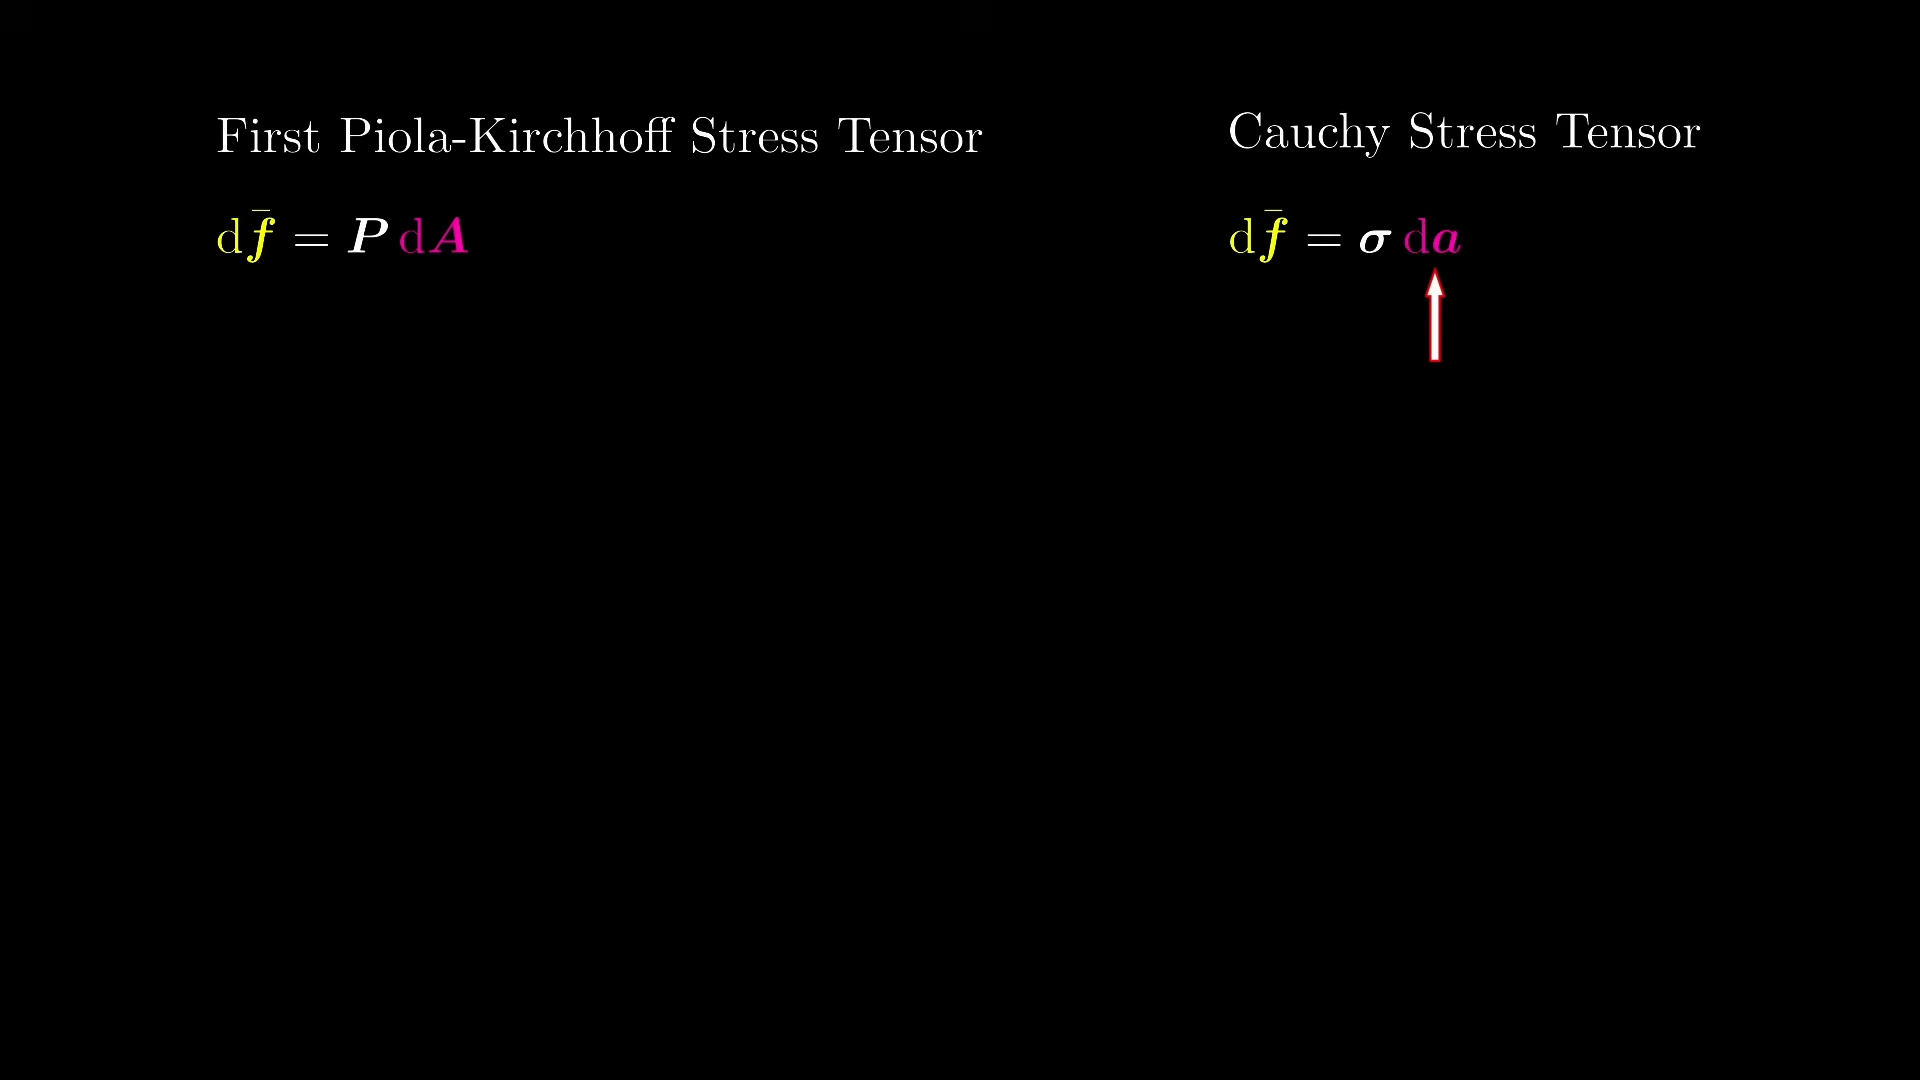 First Piola-Kirchhoff Stress Tensor
d𝒇̄ = 𝑷 d𝑨
Cauchy Stress Tensor
d𝒇̄ = 𝝈 d𝒂